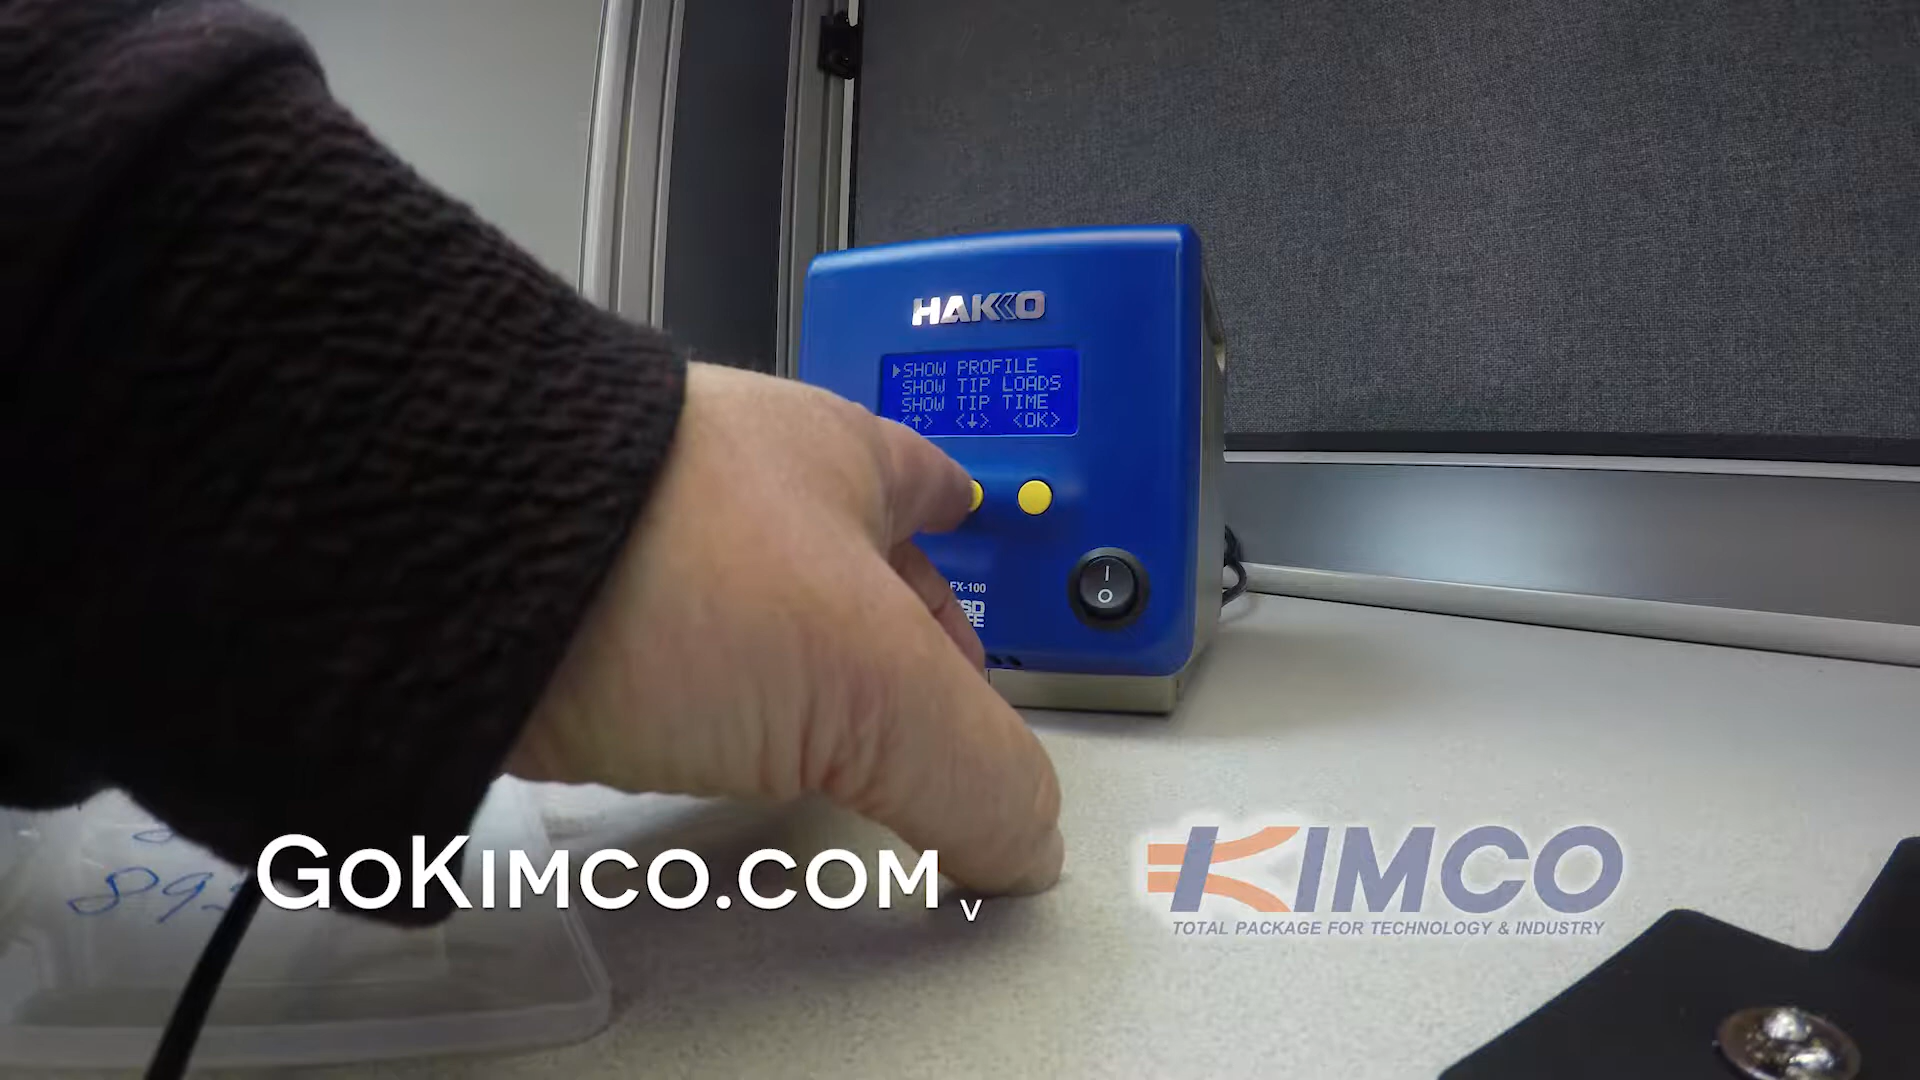 HAKKO
SHOW PROFILE
SHOW TIP LOADS
SHOW TIP TIME
<↑> <↓> <OK>
FX-100
I
O
GOKIMCO.COM
v
KIMCO
TOTAL PACKAGE FOR TECHNOLOGY & INDUSTRY